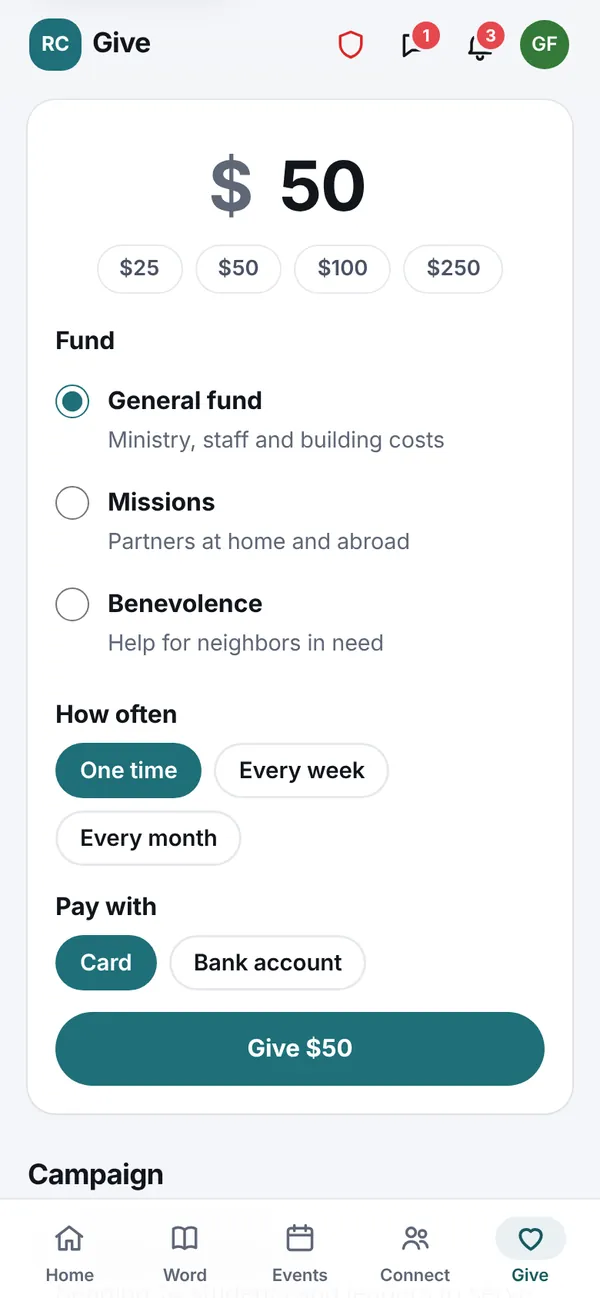 RC Give 1 3 GF
$ 50
$25 $50 $100 $250
Fund
General fund
Ministry, staff and building costs
Missions
Partners at home and abroad
Benevolence
Help for neighbors in need
How often
One time Every week
Every month
Pay with
Card Bank account
Give $50
Campaign
Home Word Events Connect Give